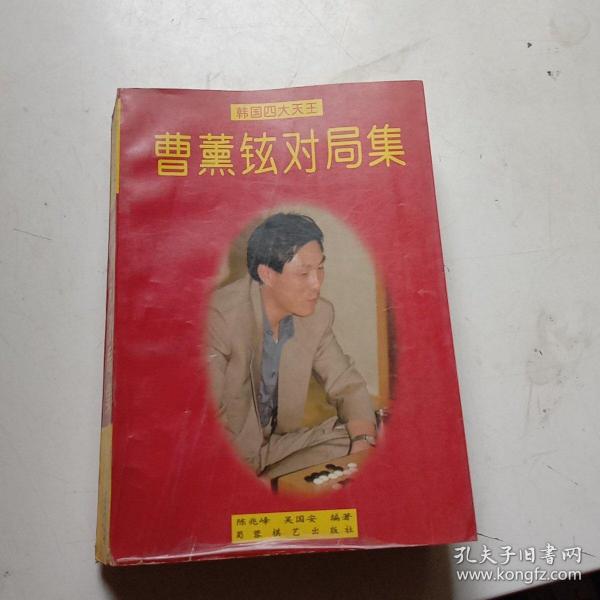 韩国四大天王
曹薰铉对局集
陈兆峰 吴国安 编著
蜀蓉棋艺出版社
孔夫子旧书网
www.kongfz.com